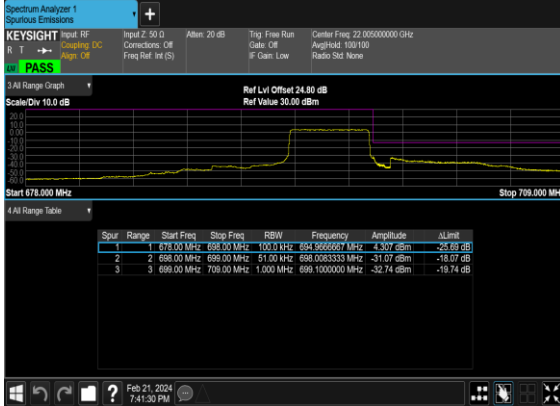 Spectrum Analyzer 1
Spurious Emissions
+
KEYSIGHT Input: RF Input Z: 50 Ω Atten: 20 dB Trig: Free Run Center Freq: 22.005000000 GHz
R T Coupling: DC Corrections: Off Gate: Off Avg|Hold: 100/100
Align: Off Freq Ref: Int (S) IF Gain: Low Radio Std: None
PASS
3 All Range Graph
Ref Lvl Offset 24.80 dB
Scale/Div 10.0 dB Ref Value 30.00 dBm
20.0
10.0
0.00
-10.0
-20.0
-30.0
-40.0
-50.0
-60.0
Start 678.000 MHz Stop 709.000 MH
4 All Range Table
Spur Range Start Freq Stop Freq RBW Frequency Amplitude ΔLimit
1 1 678.00 MHz 698.00 MHz 100.0 kHz 694.9666667 MHz 4.307 dBm -25.69 dB
2 2 698.00 MHz 699.00 MHz 51.00 kHz 698.0083333 MHz -31.07 dBm -18.07 dB
3 3 699.00 MHz 709.00 MHz 1.000 MHz 699.1000000 MHz -32.74 dBm -19.74 dB
? Feb 21, 2024
7:41:30 PM